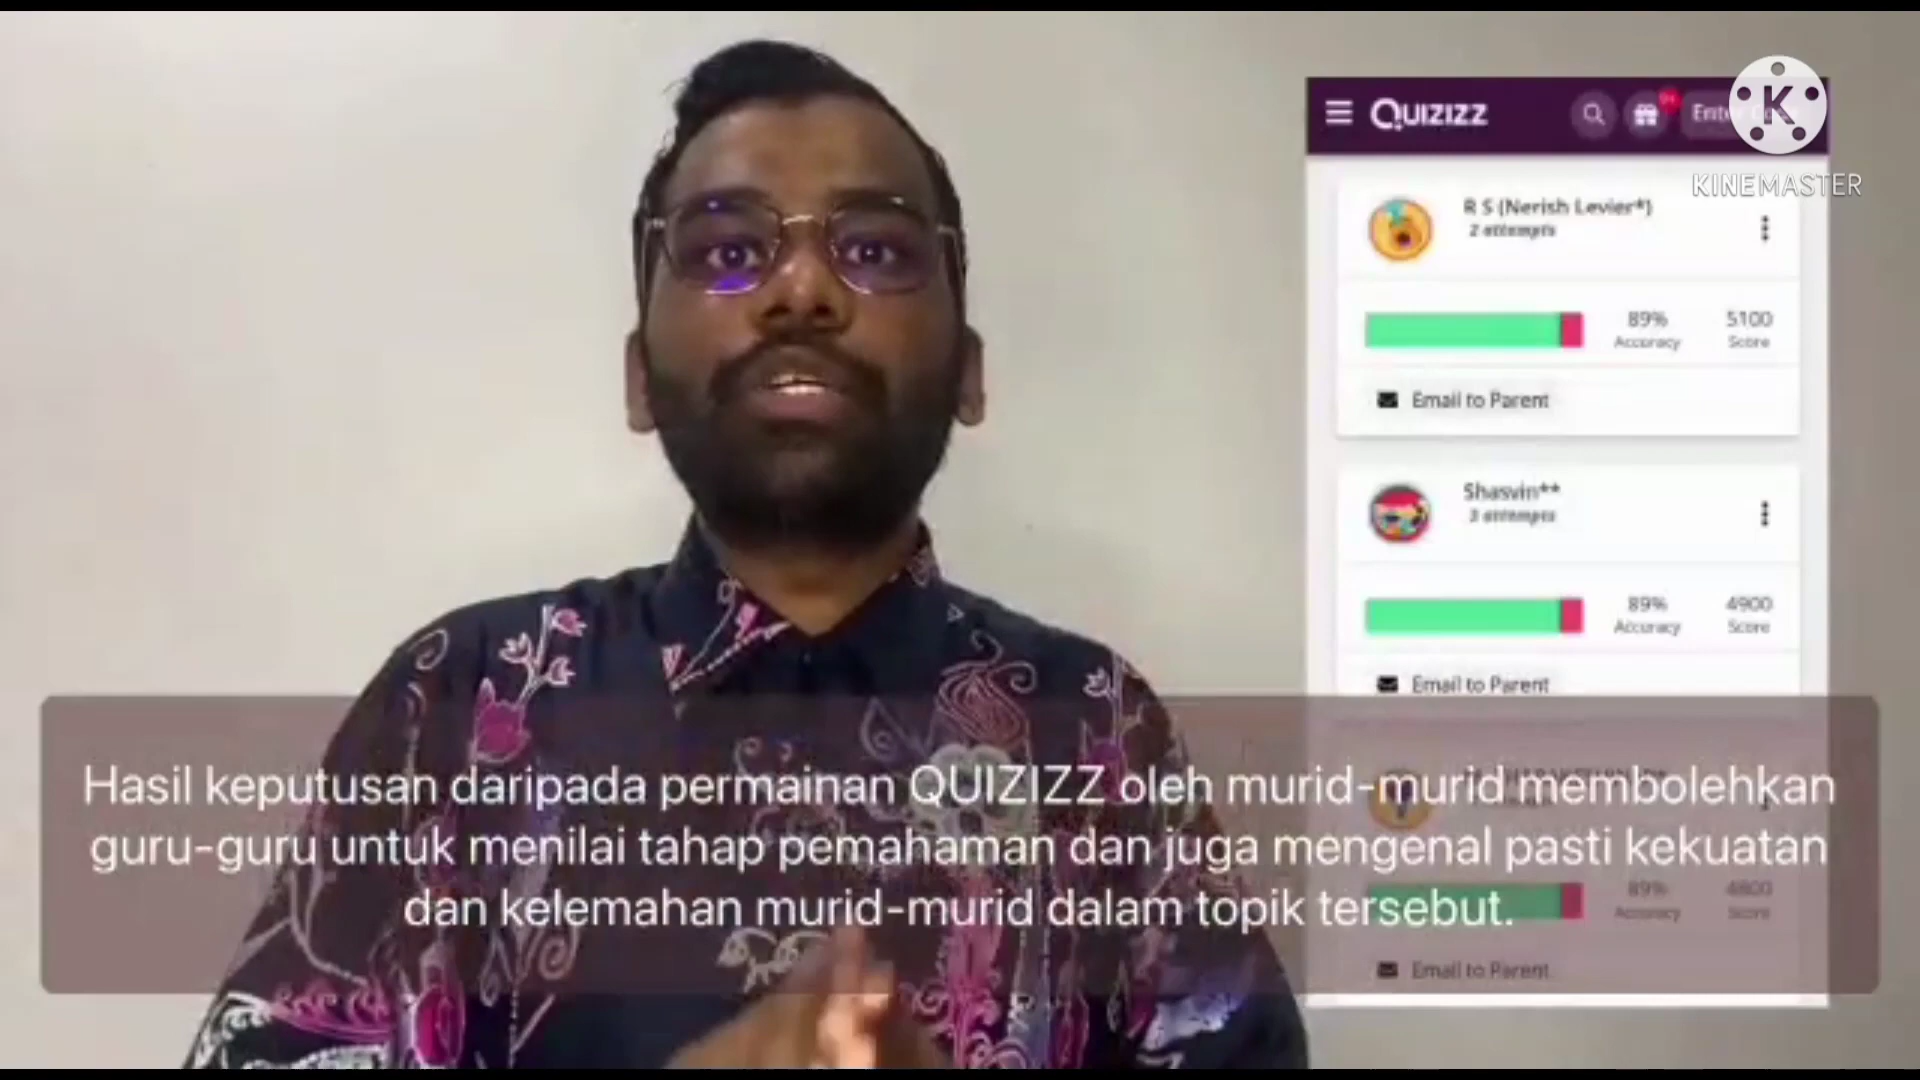 QUIZIZZ
Ente
KINEMASTER
R S (Nerish Levier*)
2 attempts
89%
5100
Accuracy
Score
Email to Parent
Shasvin**
3 attempts
89%
4900
Accuracy
Score
Email to Parent
Hasil keputusan daripada permainan QUIZIZZ oleh murid-murid membolehkan
guru-guru untuk menilai tahap pemahaman dan juga mengenal pasti kekuatan
dan kelemahan murid-murid dalam topik tersebut.
89%
4800
Accuracy
Score
Email to Parent